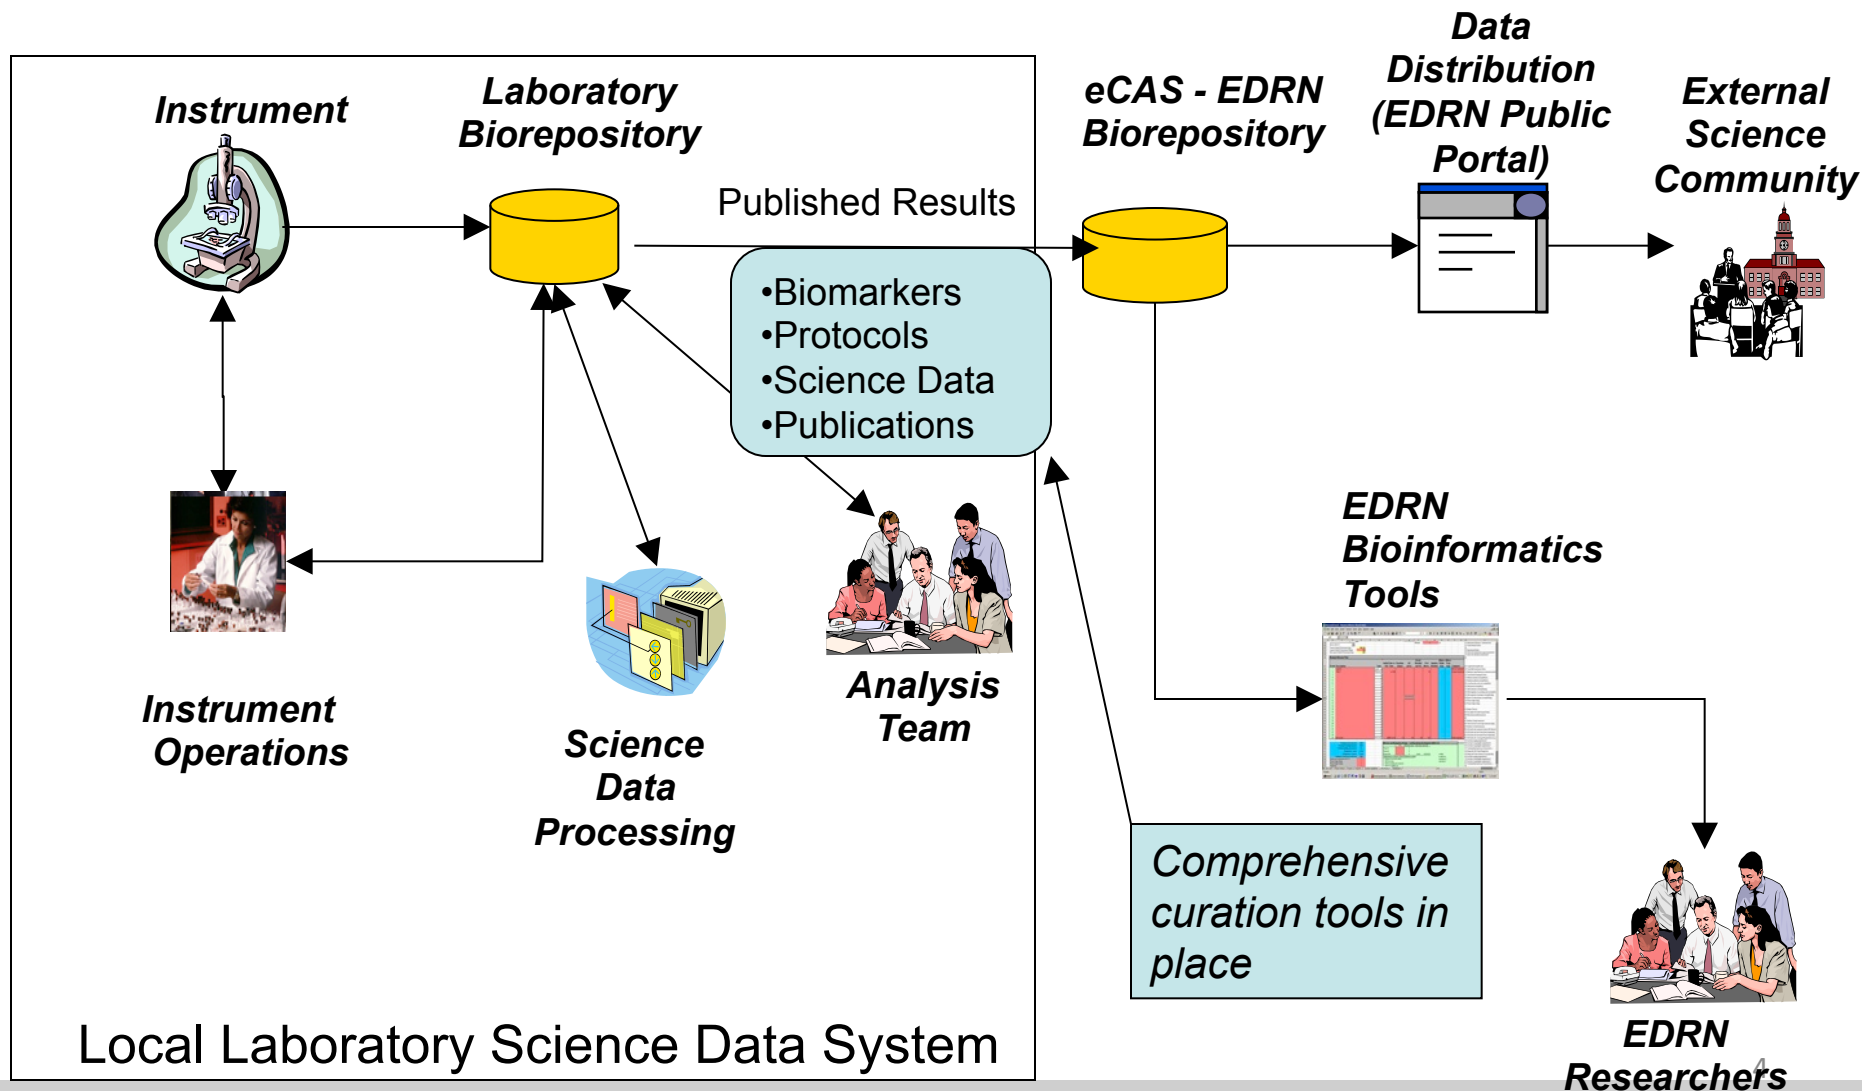 Instrument
Laboratory
Biorepository
Published Results
•Biomarkers
•Protocols
•Science Data
•Publications
Instrument
Operations
Science
Data
Processing
Analysis
Team
Local Laboratory Science Data System
eCAS - EDRN
Biorepository
Data
Distribution
(EDRN Public
Portal)
External
Science
Community
EDRN
Bioinformatics
Tools
Comprehensive
curation tools in
place
EDRN
Researchers
4